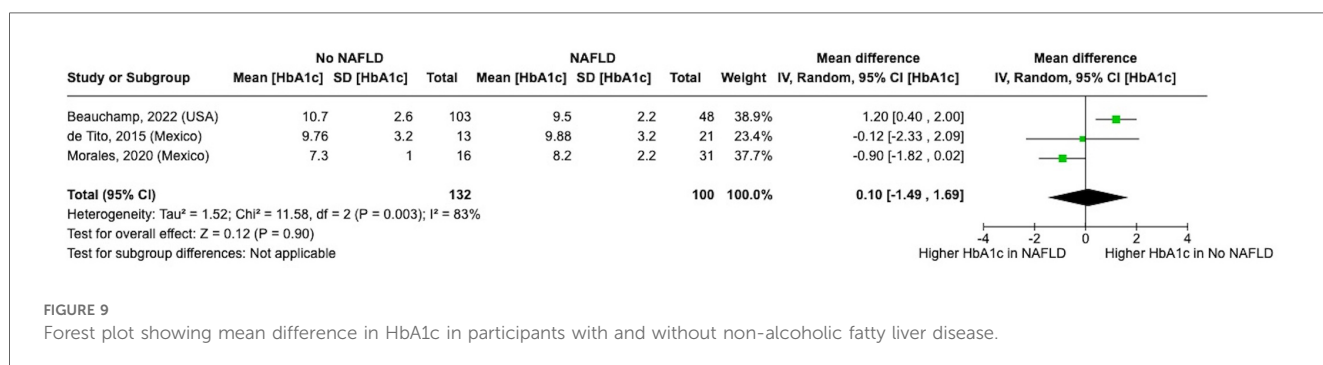 No NAFLD NAFLD Mean difference Mean difference
Study or Subgroup Mean [HbA1c] SD [HbA1c] Total Mean [HbA1c] SD [HbA1c] Total Weight IV, Random, 95% CI [HbA1c] IV, Random, 95% CI [HbA1c]
Beauchamp, 2022 (USA) 10.7 2.6 103 9.5 2.2 48 38.9% 1.20 [0.40 , 2.00]
de Tito, 2015 (Mexico) 9.76 3.2 13 9.88 3.2 21 23.4% -0.12 [-2.33 , 2.09]
Morales, 2020 (Mexico) 7.3 1 16 8.2 2.2 31 37.7% -0.90 [-1.82 , 0.02]
Total (95% CI) 132 100 100.0% 0.10 [-1.49 , 1.69]
Heterogeneity: Tau² = 1.52; Chi² = 11.58, df = 2 (P = 0.003); I² = 83%
Test for overall effect: Z = 0.12 (P = 0.90)
Test for subgroup differences: Not applicable
-4 -2 0 2 4
Higher HbA1c in NAFLD Higher HbA1c in No NAFLD
FIGURE 9
Forest plot showing mean difference in HbA1c in participants with and without non-alcoholic fatty liver disease.